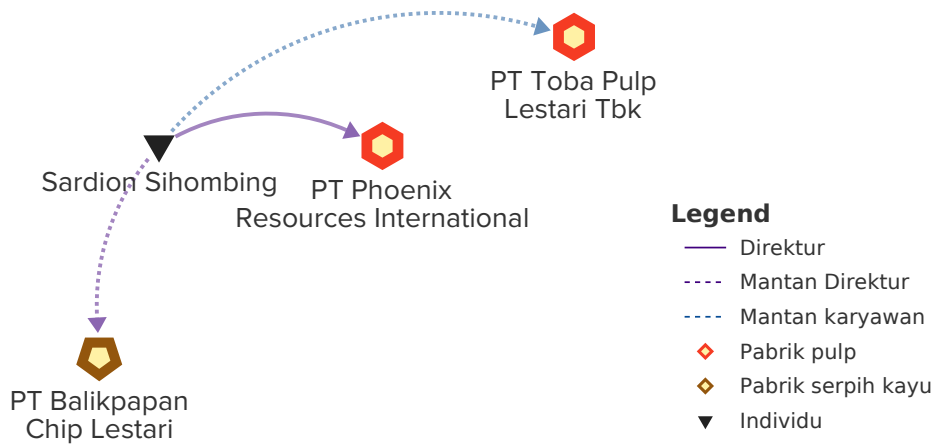 PT Toba Pulp
Lestari Tbk
Sardion Sihombing
PT Phoenix
Resources International
PT Balikpapan
Chip Lestari
Legend
Direktur
Mantan Direktur
Mantan karyawan
Pabrik pulp
Pabrik serpih kayu
Individu